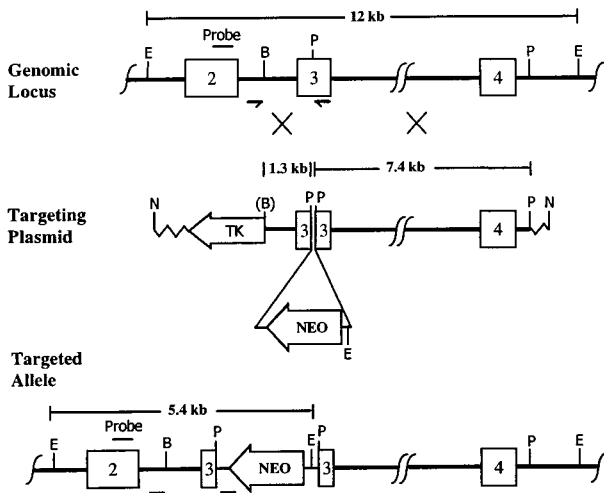 12 kb
Probe
E B P P E
Genomic
Locus
2 3 4
1.3 kb 7.4 kb
N (B) P P P N
Targeting
Plasmid
TK 3 3 4
NEO
E
Targeted
Allele
5.4 kb
Probe
E B P E P P E
2 3 NEO 3 4